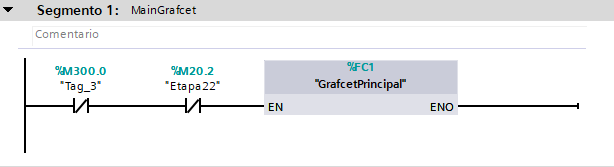 Segmento 1: MainGrafcet
Comentario
%M300.0 %M20.2 %FC1
"Tag_3" "Etapa22" "GrafcetPrincipal"
EN ENO